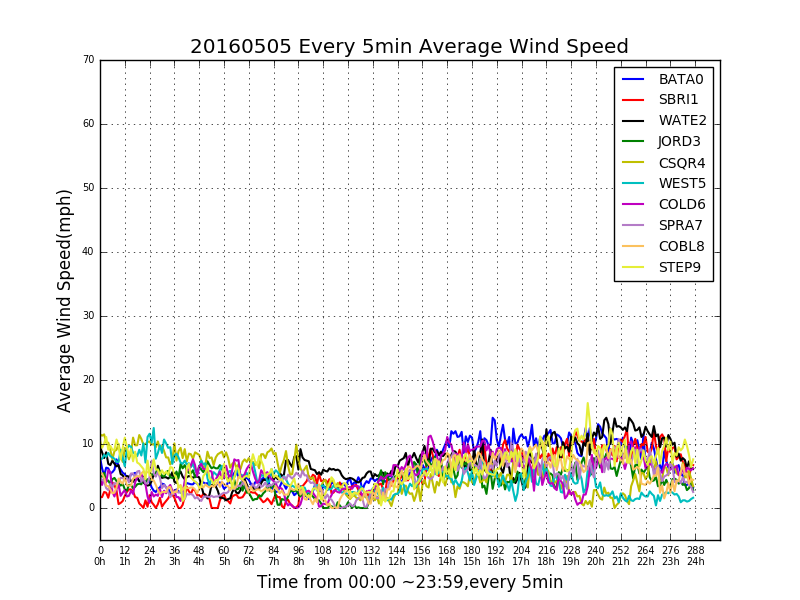 20160505 Every 5min Average Wind Speed
70
60
50
40
30
20
10
0
Average Wind Speed(mph)
BATA0
SBRI1
WATE2
JORD3
CSQR4
WEST5
COLD6
SPRA7
COBL8
STEP9
0 12 24 36 48 60 72 84 96 108 120 132 144 156 168 180 192 204 216 228 240 252 264 276 288
0h 1h 2h 3h 4h 5h 6h 7h 8h 9h 10h 11h 12h 13h 14h 15h 16h 17h 18h 19h 20h 21h 22h 23h 24h
Time from 00:00 ~23:59,every 5min